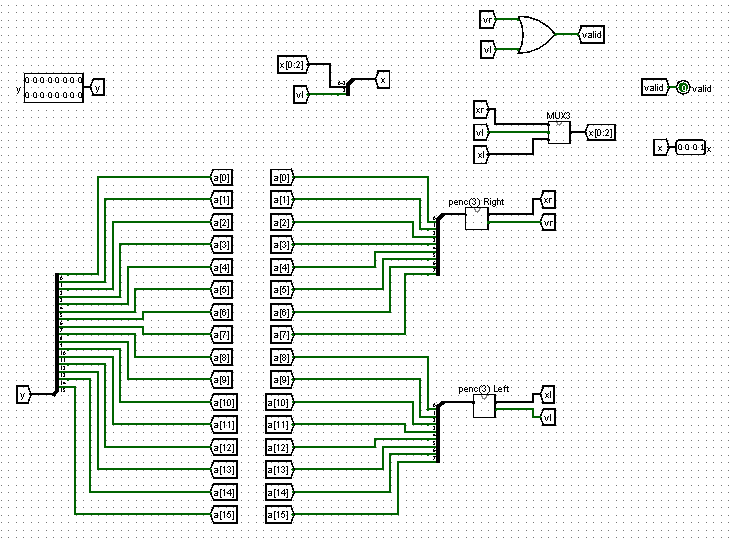 vr
valid
vl
x[0:2]
x
vl
0 0 0 0 0 0 0 0
y
y
0 0 0 0 0 0 0 0
valid
valid
xr
MUX3
vl
x[0:2]
xl
x
0 0 0 1
x
a[0]
a[0]
a[1]
a[1]
penc(3) Right
xr
a[2]
a[2]
vr
a[3]
a[3]
a[4]
a[4]
a[5]
a[5]
a[6]
a[6]
a[7]
a[7]
a[8]
a[8]
a[9]
a[9]
penc(3) Left
y
xl
a[10]
a[10]
vl
a[11]
a[11]
a[12]
a[12]
a[13]
a[13]
a[14]
a[14]
a[15]
a[15]